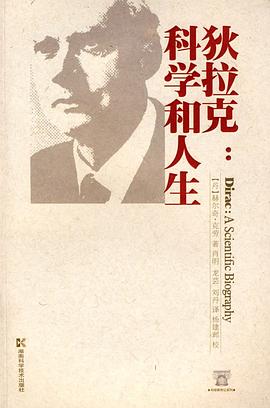 狄拉克：
科学和人生
Dirac: A Scientific Biography
【丹】赫尔奇·克劳 著 肖明 龙芸 刘丹 译 杨建邺 校
湖南科学技术出版社